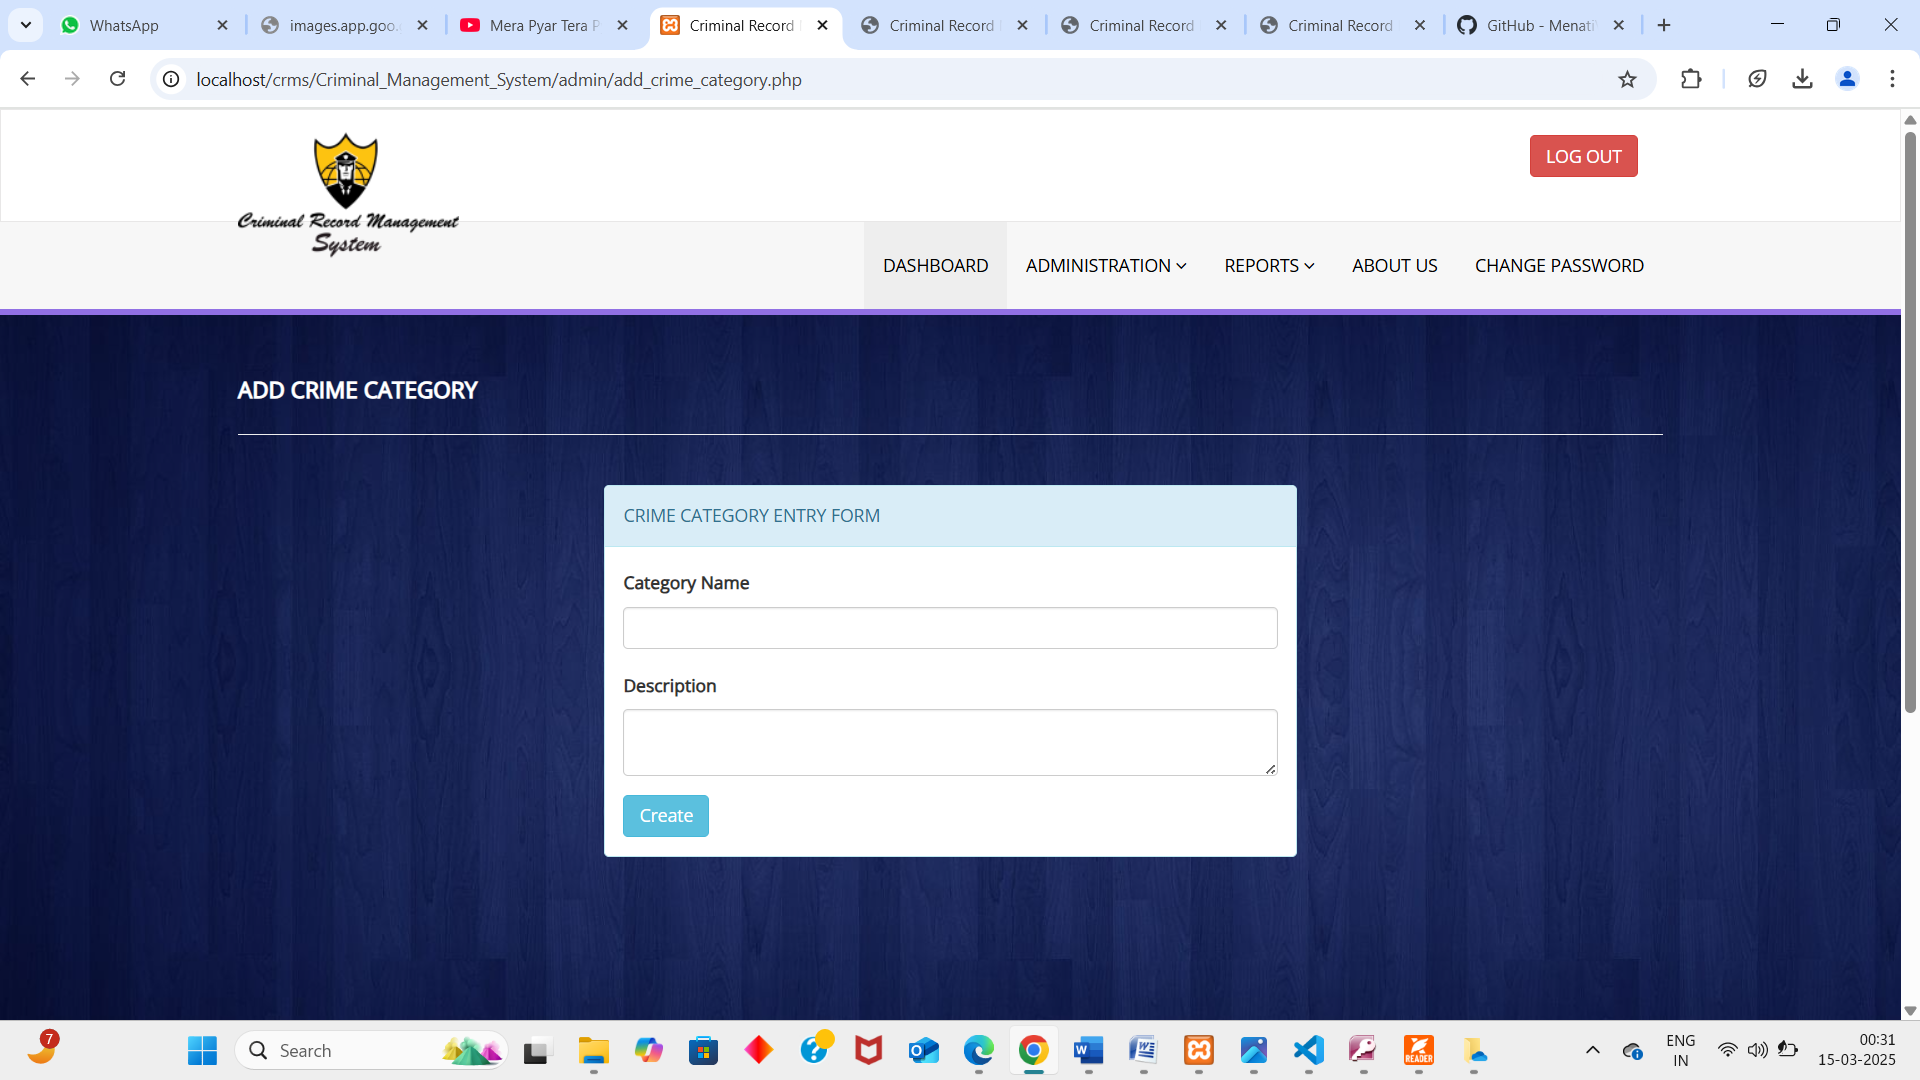 WhatsApp
images.app.goo.
Mera Pyar Tera P
Criminal Record
Criminal Record
Criminal Record
Criminal Record
GitHub - Menati
localhost/crms/Criminal_Management_System/admin/add_crime_category.php
LOG OUT
Criminal Record Management
System
DASHBOARD
ADMINISTRATION
REPORTS
ABOUT US
CHANGE PASSWORD
ADD CRIME CATEGORY
CRIME CATEGORY ENTRY FORM
Category Name
Description
Create
7
Search
READER
ENG
IN
00:31
15-03-2025